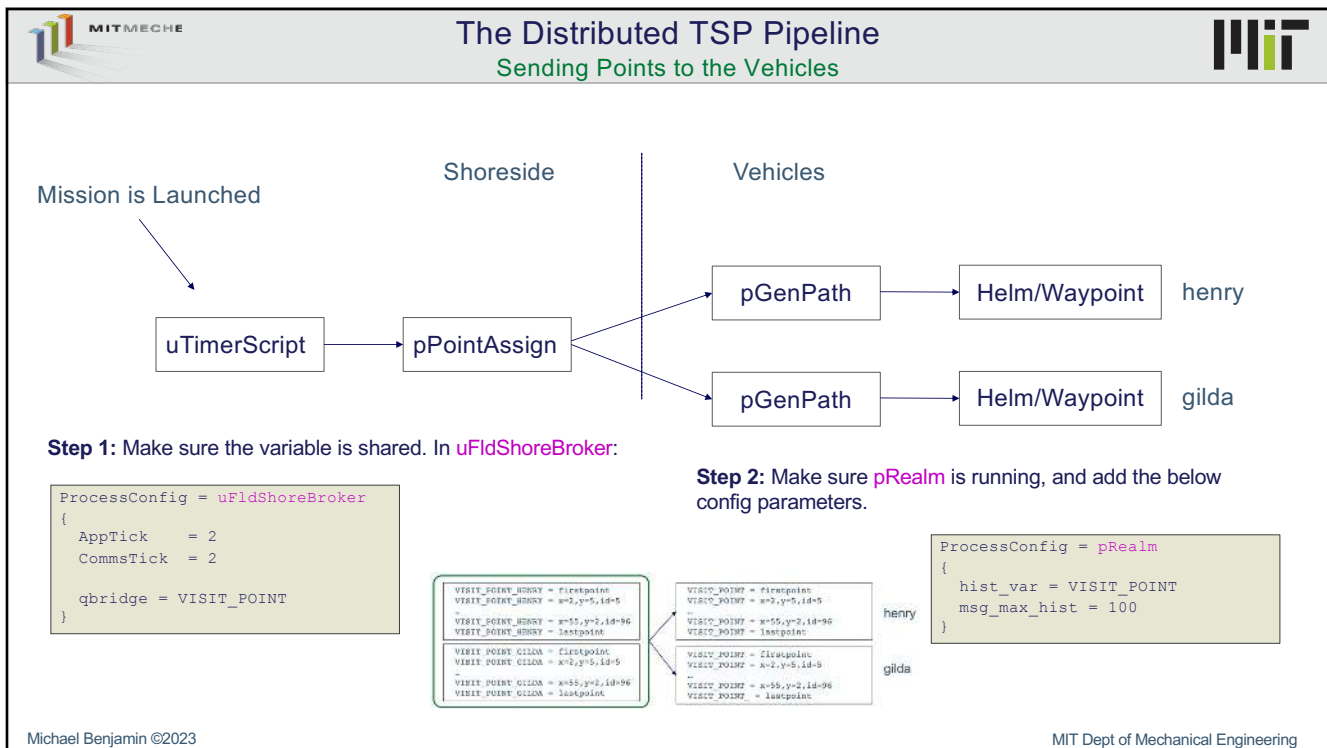 MITMECHE
The Distributed TSP Pipeline
Sending Points to the Vehicles
MIT
Shoreside
Vehicles
Mission is Launched
uTimerScript
pPointAssign
pGenPath
Helm/Waypoint
henry
pGenPath
Helm/Waypoint
gilda
Step 1: Make sure the variable is shared. In uFldShoreBroker:
ProcessConfig = uFldShoreBroker
{
AppTick = 2
CommsTick = 2
qbridge = VISIT_POINT
}
Step 2: Make sure pRealm is running, and add the below
config parameters.
ProcessConfig = pRealm
{
hist_var = VISIT_POINT
msg_max_hist = 100
}
VISIT_POINT_HENRY = firstpoint
VISIT_POINT_HENRY = x=2,y=5,id=5
…
VISIT_POINT_HENRY = x=55,y=2,id=96
VISIT_POINT_HENRY = lastpoint
VISIT_POINT_GILDA = firstpoint
VISIT_POINT_GILDA = x=2,y=5,id=5
…
VISIT_POINT_GILDA = x=55,y=2,id=96
VISIT_POINT_GILDA = lastpoint
VISIT_POINT = firstpoint
VISIT_POINT = x=2,y=5,id=5
…
VISIT_POINT = x=55,y=2,id=96
VISIT_POINT = lastpoint
henry
VISIT_POINT = firstpoint
VISIT_POINT = x=2,y=5,id=5
…
VISIT_POINT = x=55,y=2,id=96
VISIT_POINT_ = lastpoint
gilda
Michael Benjamin ©2023
MIT Dept of Mechanical Engineering